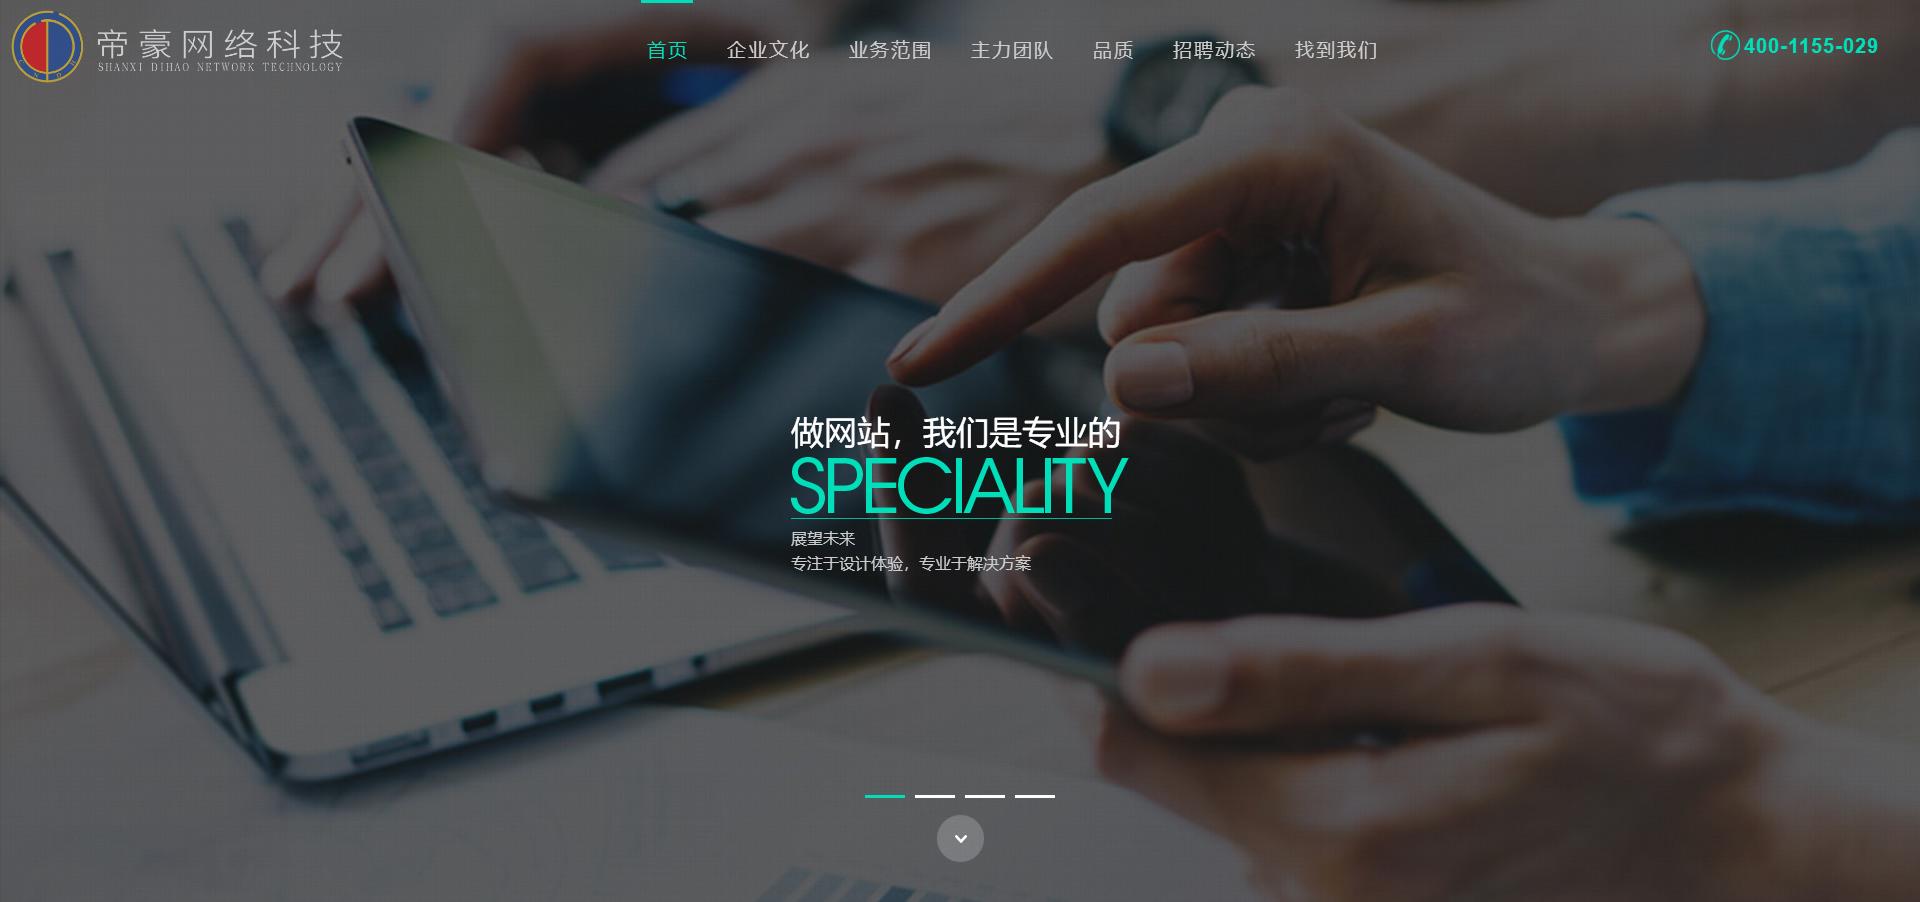 帝豪网络科技
SHANXI DIHAO NETWORK TECHNOLOGY
首页 企业文化 业务范围 主力团队 品质 招聘动态 找到我们
400-1155-029
做网站，我们是专业的
SPECIALITY
展望未来
专注于设计体验，专业于解决方案